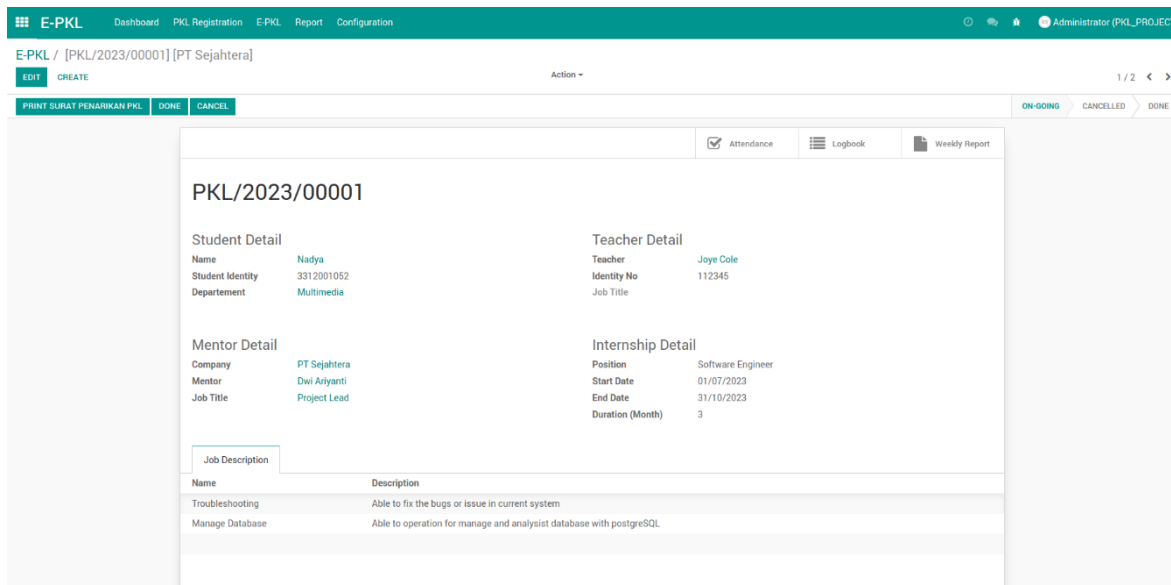 E-PKL Dashboard PKL Registration E-PKL Report Configuration Administrator (PKL_PROJEC
E-PKL / [PKL/2023/00001] [PT Sejahtera]
EDIT CREATE Action 1 / 2
PRINT SURAT PENARIKAN PKL DONE CANCEL ON-GOING CANCELLED DONE
Attendance Logbook Weekly Report
PKL/2023/00001
Student Detail
Name Nadya
Student Identity 3312001052
Departement Multimedia
Teacher Detail
Teacher Joye Cole
Identity No 112345
Job Title
Mentor Detail
Company PT Sejahtera
Mentor Dwi Ariyanti
Job Title Project Lead
Internship Detail
Position Software Engineer
Start Date 01/07/2023
End Date 31/10/2023
Duration (Month) 3
Job Description
Name Description
Troubleshooting Able to fix the bugs or issue in current system
Manage Database Able to operation for manage and analysist database with postgreSQL